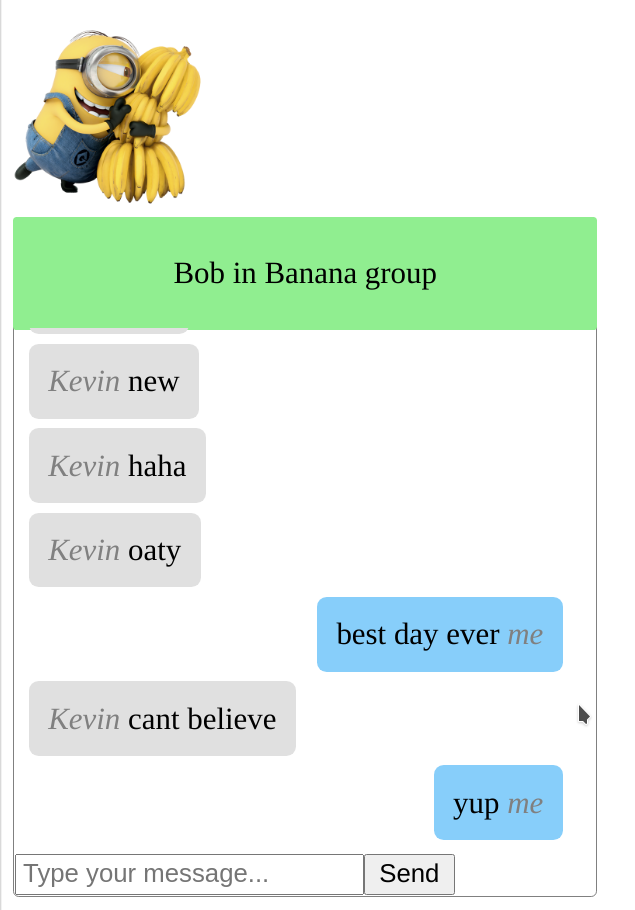 Bob in Banana group
Kevin new
Kevin haha
Kevin oaty
best day ever me
Kevin cant believe
yup me
Type your message... Send